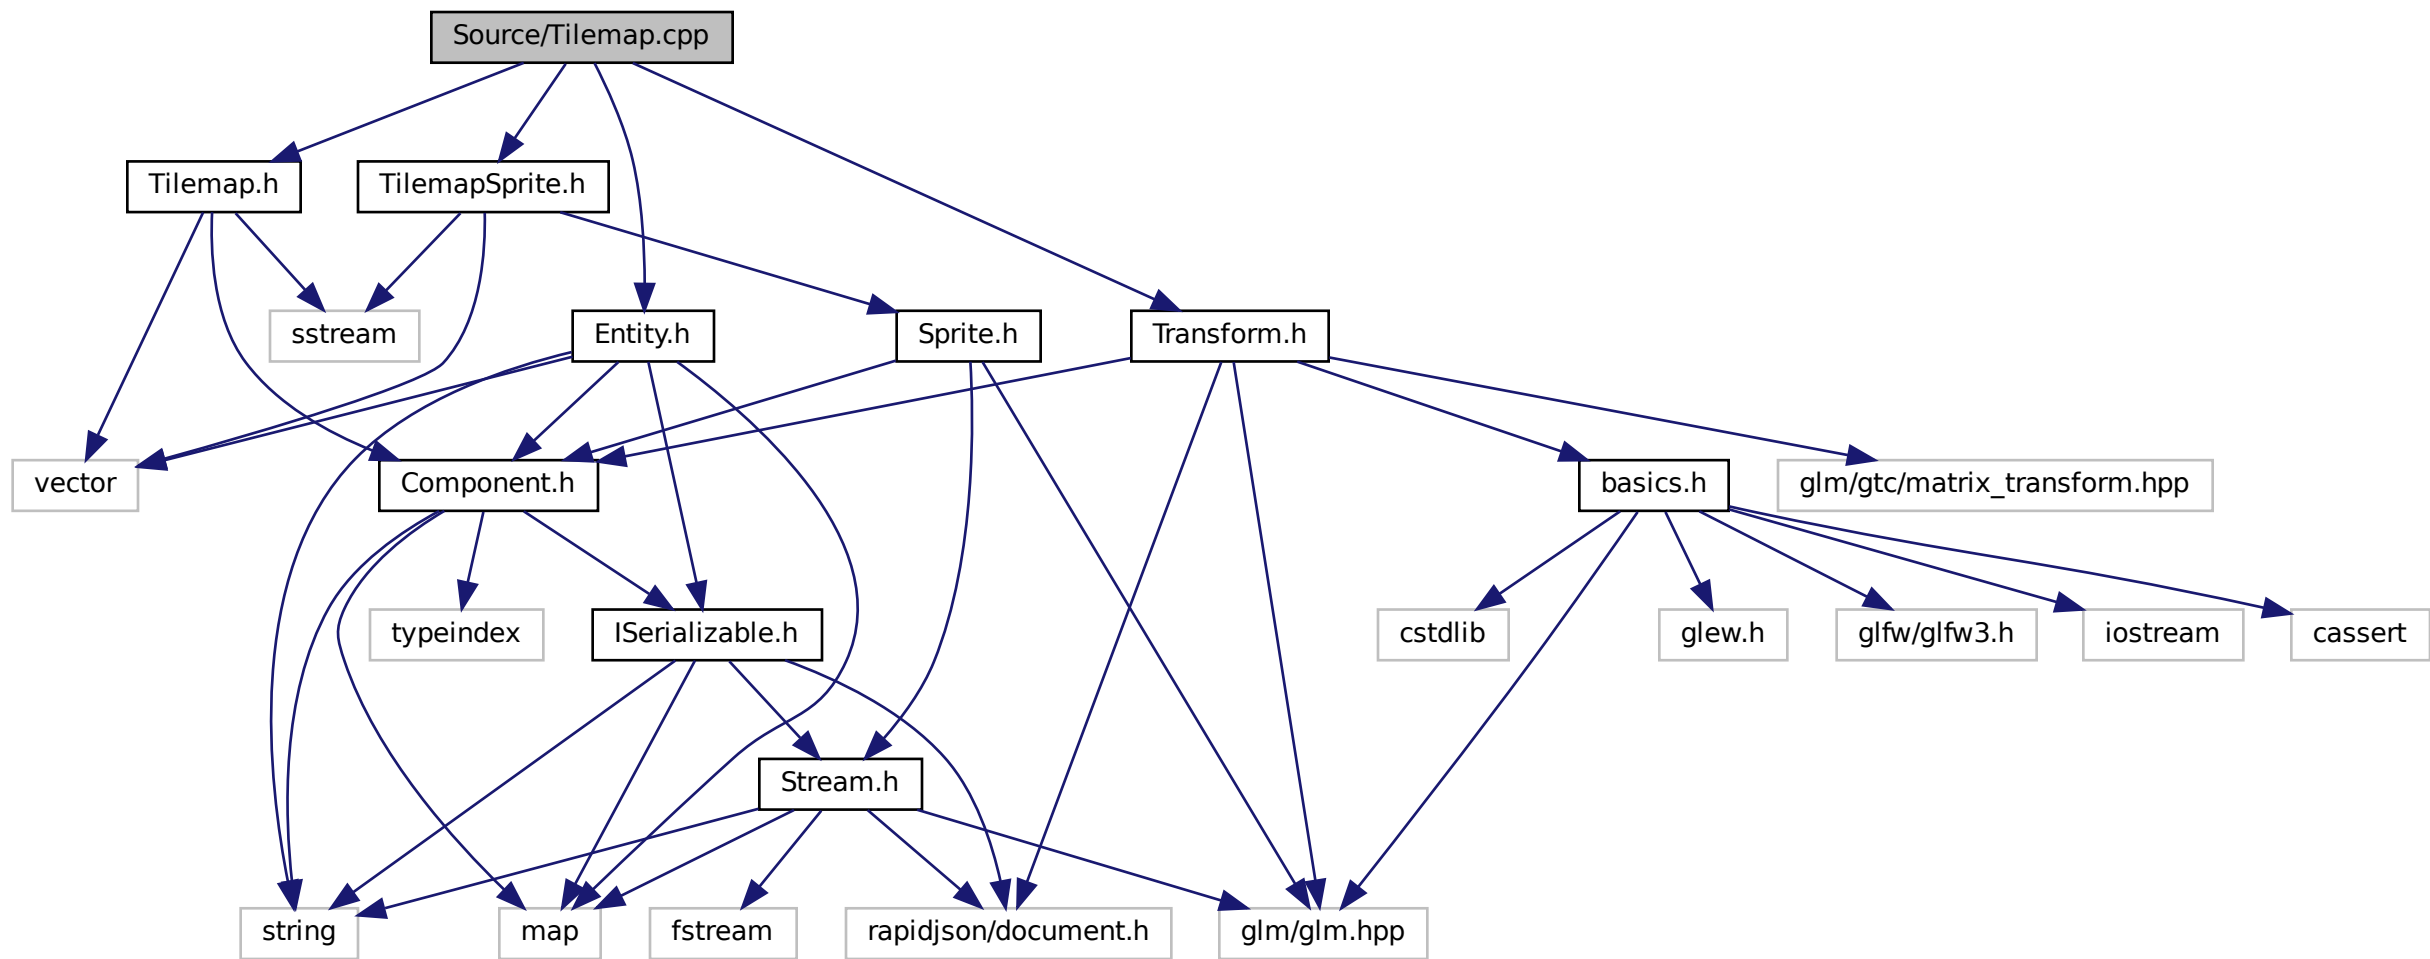 Source/Tilemap.cpp
Tilemap.h
TilemapSprite.h
sstream
Entity.h
Sprite.h
Transform.h
vector
Component.h
basics.h
glm/gtc/matrix_transform.hpp
typeindex
ISerializable.h
cstdlib
glew.h
glfw/glfw3.h
iostream
cassert
Stream.h
string
map
fstream
rapidjson/document.h
glm/glm.hpp